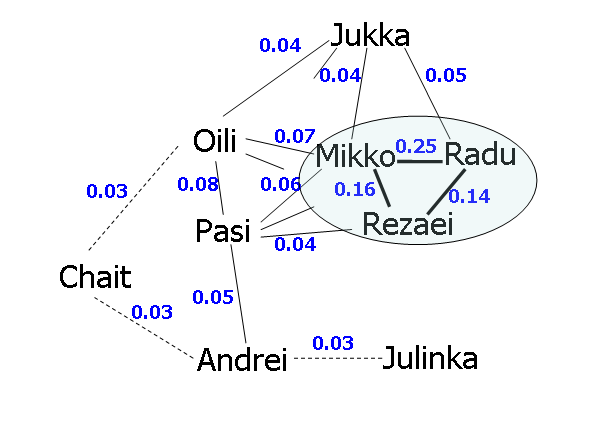 Jukka
0.04
0.04
0.05
Oili
0.07
Mikko
0.25
Radu
0.03
0.08
0.06
0.16
0.14
Pasi
0.04
Rezaei
Chait
0.05
0.03
Andrei
0.03
Julinka